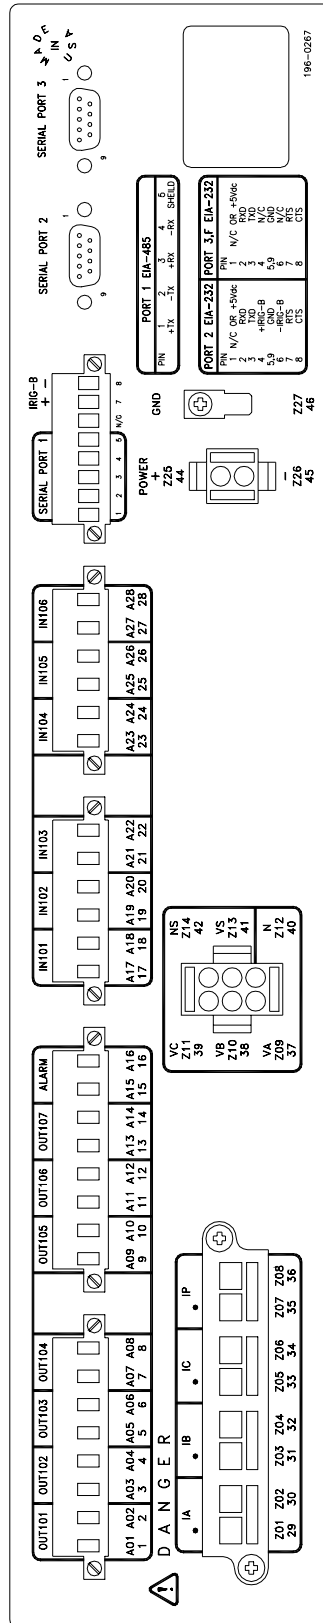 OUT101 OUT102 OUT103 OUT104
A01 A02 A03 A04 A05 A06 A07 A08
1 2 3 4 5 6 7 8
OUT105 OUT106 OUT107 ALARM
A09 A10 A11 A12 A13 A14 A15 A16
9 10 11 12 13 14 15 16
IN101 IN102 IN103
A17 A18 A19 A20 A21 A22
17 18 19 20 21 22
IN104 IN105 IN106
A23 A24 A25 A26 A27 A28
23 24 25 26 27 28
SERIAL PORT 1
IRIG-B
+ −
1 2 3 4 5 N/C 7 8
SERIAL PORT 2
1
9
SERIAL PORT 3
1
9
MADE
IN
USA
DANGER
IA IB IC IP
Z01 Z02 Z03 Z04 Z05 Z06 Z07 Z08
29 30 31 32 33 34 35 36
VC
Z11
39
NS
Z14
42
VB
Z10
38
VS
Z13
41
VA
Z09
37
N
Z12
40
POWER
+
Z25
44
−
Z26
45
GND
Z27
46
PORT 1 EIA-485
PIN 1 2 3 4 5
+TX −TX +RX −RX SHEILD
PORT 2 EIA-232
PIN
1 N/C OR +5Vdc
2 RXD
3 TXD
4 +IRIG-B
5,9 GND
6 −IRIG-B
7 RTS
8 CTS
PORT 3,F EIA-232
PIN
1 N/C OR +5Vdc
2 RXD
3 TXD
4 N/C
5,9 GND
6 N/C
7 RTS
8 CTS
196-0267